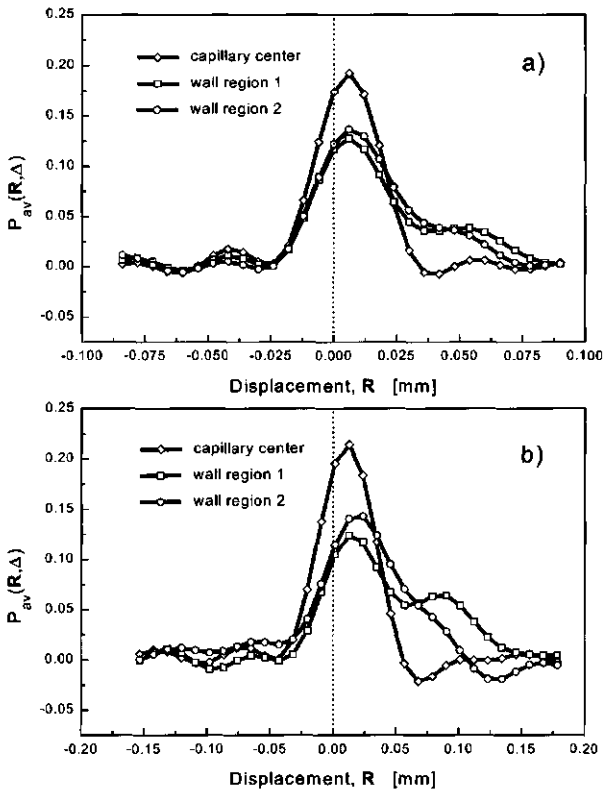 0.25
0.20
0.15
0.10
0.05
0.00
-0.05
P av (R,Δ)
capillary center
wall region 1
wall region 2
a)
-0.100 -0.075 -0.050 -0.025 0.000 0.025 0.050 0.075 0.100
Displacement, R [mm]
0.25
0.20
0.15
0.10
0.05
0.00
-0.05
P av (R,Δ)
capillary center
wall region 1
wall region 2
b)
-0.20 -0.15 -0.10 -0.05 0.00 0.05 0.10 0.15 0.20
Displacement, R [mm]